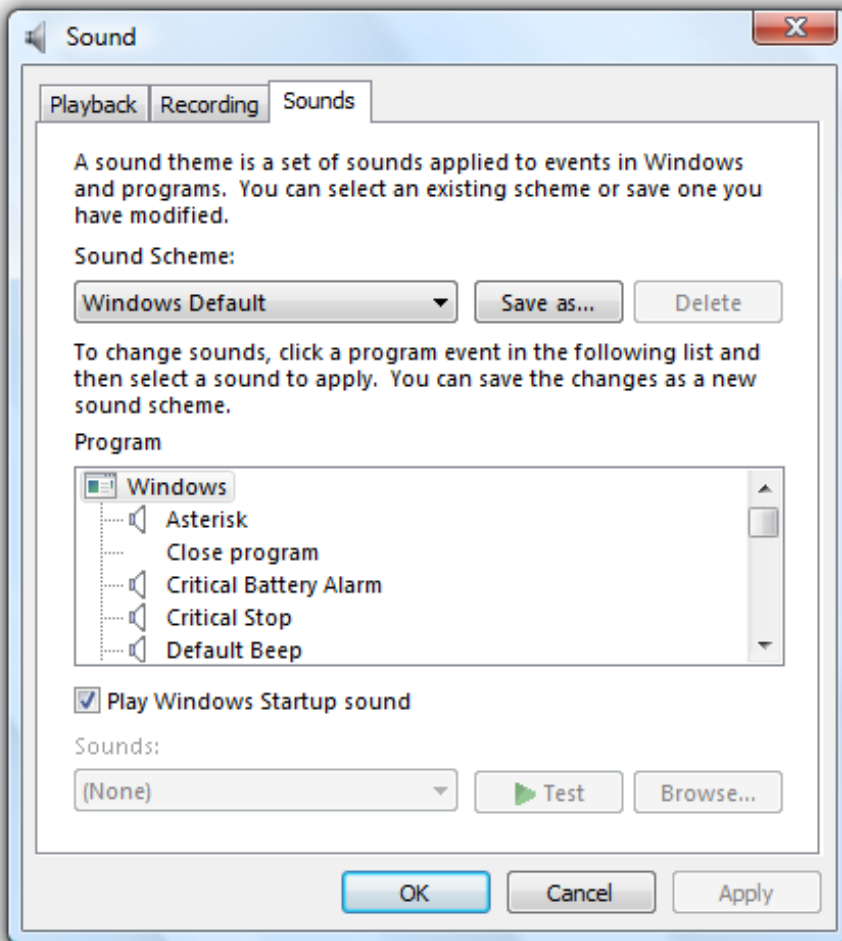 Sound
Playback Recording Sounds
A sound theme is a set of sounds applied to events in Windows
and programs. You can select an existing scheme or save one you
have modified.
Sound Scheme:
Windows Default Save as... Delete
To change sounds, click a program event in the following list and
then select a sound to apply. You can save the changes as a new
sound scheme.
Program
Windows
Asterisk
Close program
Critical Battery Alarm
Critical Stop
Default Beep
Play Windows Startup sound
Sounds:
(None) Test Browse...
OK Cancel Apply